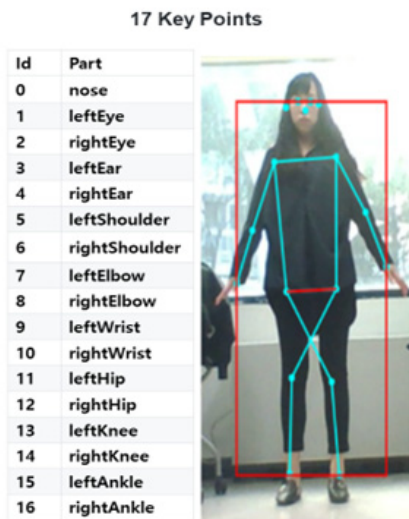 17 Key Points
Id Part
0 nose
1 leftEye
2 rightEye
3 leftEar
4 rightEar
5 leftShoulder
6 rightShoulder
7 leftElbow
8 rightElbow
9 leftWrist
10 rightWrist
11 leftHip
12 rightHip
13 leftKnee
14 rightKnee
15 leftAnkle
16 rightAnkle